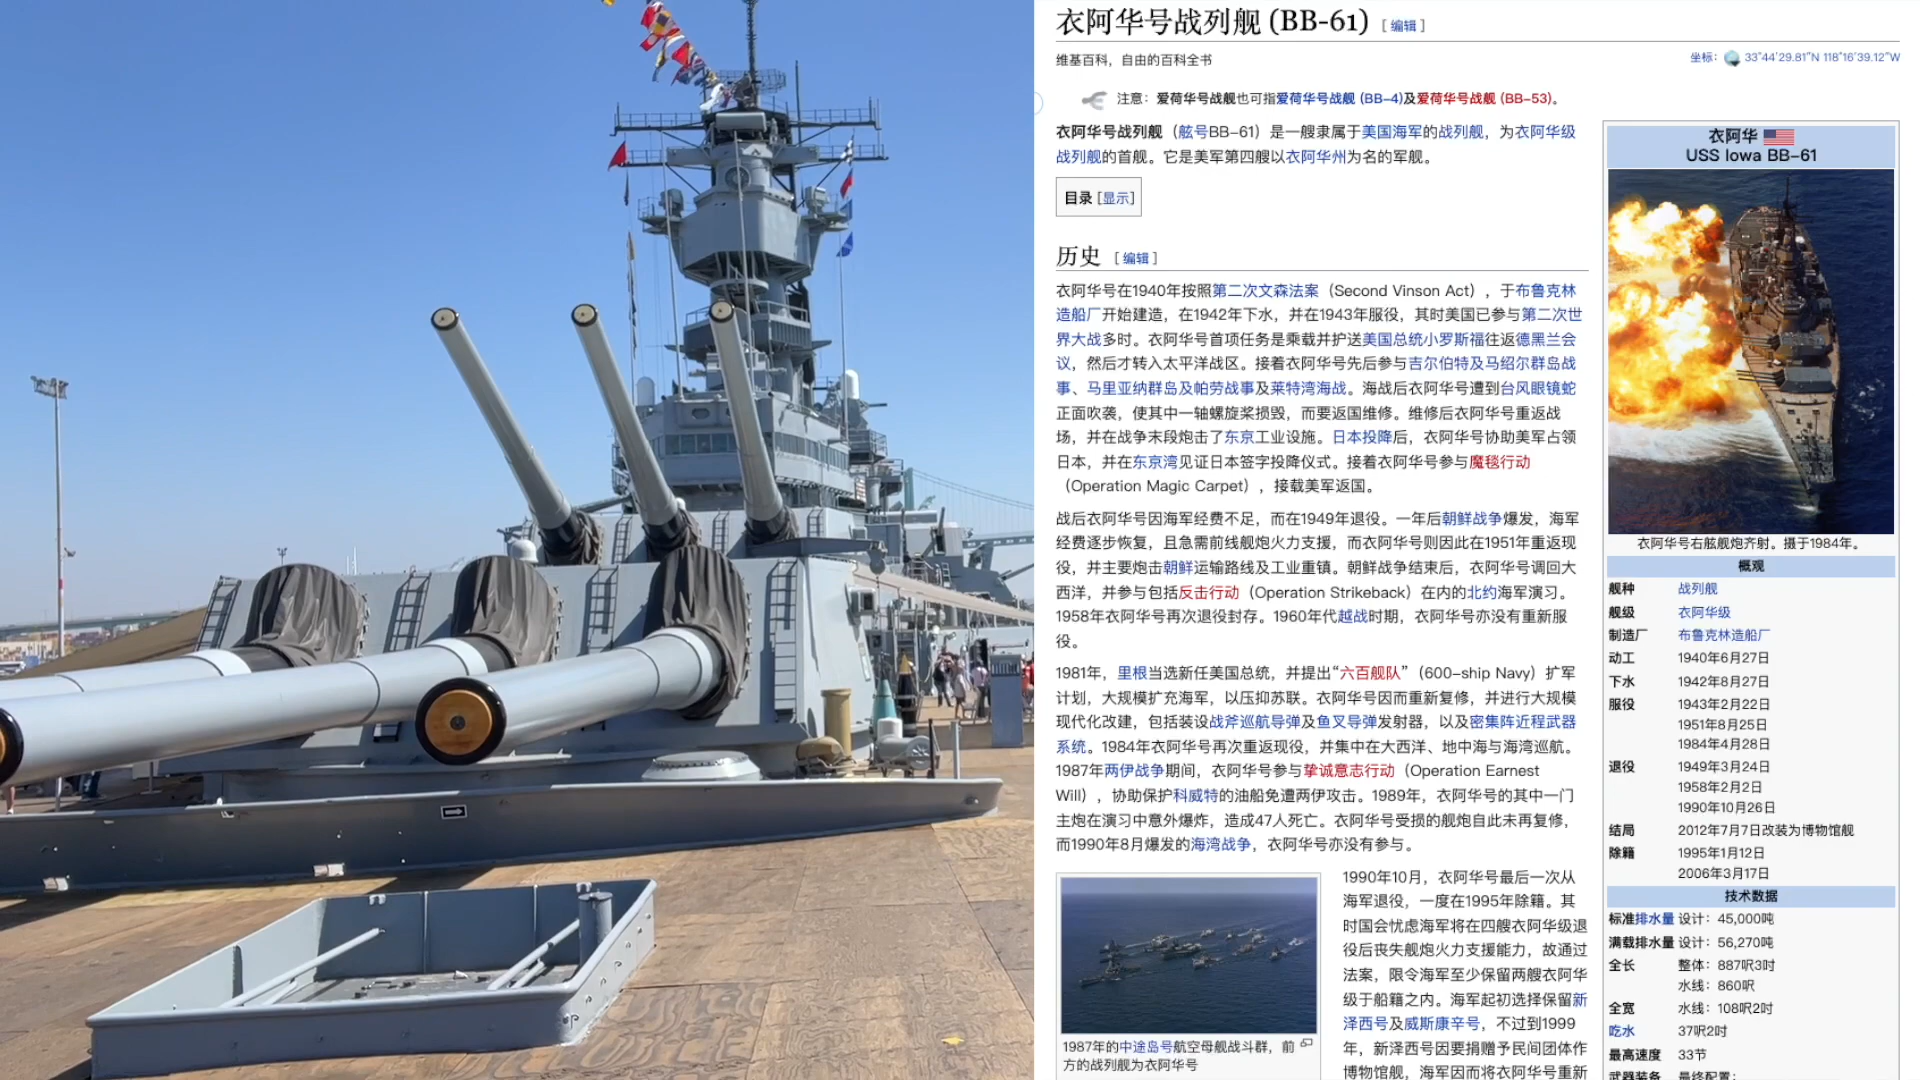 衣阿华号战列舰 (BB-61) [ 编辑 ]
维基百科，自由的百科全书
坐标： 33°44′29.81″N 118°16′39.12″W
注意：爱荷华号战舰也可指爱荷华号战舰 (BB-4)及爱荷华号战舰 (BB-53)。
衣阿华号战列舰（舷号BB-61）是一艘隶属于美国海军的战列舰，为衣阿华级
战列舰的首舰。它是美军第四艘以衣阿华州为名的军舰。
目录 [显示]
历史 [ 编辑 ]
衣阿华号在1940年按照第二次文森法案（Second Vinson Act），于布鲁克林
造船厂开始建造，在1942年下水，并在1943年服役，其时美国已参与第二次世
界大战多时。衣阿华号首项任务是乘载并护送美国总统小罗斯福往返德黑兰会
议，然后才转入太平洋战区。接着衣阿华号先后参与吉尔伯特及马绍尔群岛战
事、马里亚纳群岛及帕劳战事及莱特湾海战。海战后衣阿华号遭到台风眼镜蛇
正面吹袭，使其中一轴螺旋桨损毁，而要返国维修。维修后衣阿华号重返战
场，并在战争末段炮击了东京工业设施。日本投降后，衣阿华号协助美军占领
日本，并在东京湾见证日本签字投降仪式。接着衣阿华号参与魔毯行动
（Operation Magic Carpet），接载美军返国。
战后衣阿华号因海军经费不足，而在1949年退役。一年后朝鲜战争爆发，海军
经费逐步恢复，且急需前线舰炮火力支援，而衣阿华号则因此在1951年重返现
役，并主要炮击朝鲜运输路线及工业重镇。朝鲜战争结束后，衣阿华号调回大
西洋，并参与包括反击行动（Operation Strikeback）在内的北约海军演习。
1958年衣阿华号再次退役封存。1960年代越战时期，衣阿华号亦没有重新服
役。
1981年，里根当选新任美国总统，并提出“六百舰队”（600-ship Navy）扩军
计划，大规模扩充海军，以压抑苏联。衣阿华号因而重新复修，并进行大规模
现代化改建，包括装设战斧巡航导弹及鱼叉导弹发射器，以及密集阵近程武器
系统。1984年衣阿华号再次重返现役，并集中在大西洋、地中海与海湾巡航。
1987年两伊战争期间，衣阿华号参与挚诚意志行动（Operation Earnest
Will），协助保护科威特的油船免遭两伊攻击。1989年，衣阿华号的其中一门
主炮在演习中意外爆炸，造成47人死亡。衣阿华号受损的舰炮自此未再复修，
而1990年8月爆发的海湾战争，衣阿华号亦没有参与。
1990年10月，衣阿华号最后一次从
海军退役，一度在1995年除籍。其
时国会忧虑海军将在四艘衣阿华级退
役后丧失舰炮火力支援能力，故通过
法案，限令海军至少保留两艘衣阿华
级于船籍之内。海军起初选择保留新
泽西号及威斯康辛号，不过到1999
年，新泽西号因要捐赠予民间团体作
博物馆舰，海军因而将衣阿华号重新
1987年的中途岛号航空母舰战斗群，前
方的战列舰为衣阿华号
衣阿华
USS Iowa BB-61
衣阿华号右舷舰炮齐射。摄于1984年。
概观
舰种 战列舰
舰级 衣阿华级
制造厂 布鲁克林造船厂
动工 1940年6月27日
下水 1942年8月27日
服役 1943年2月22日
1951年8月25日
1984年4月28日
退役 1949年3月24日
1958年2月2日
1990年10月26日
结局 2012年7月7日改装为博物馆舰
除籍 1995年1月12日
2006年3月17日
技术数据
标准排水量 设计：45,000吨
满载排水量 设计：56,270吨
全长 整体：887呎3吋
水线：860呎
全宽 水线：108呎2吋
吃水 37呎2吋
最高速度 33节
武器装备 最终配置：